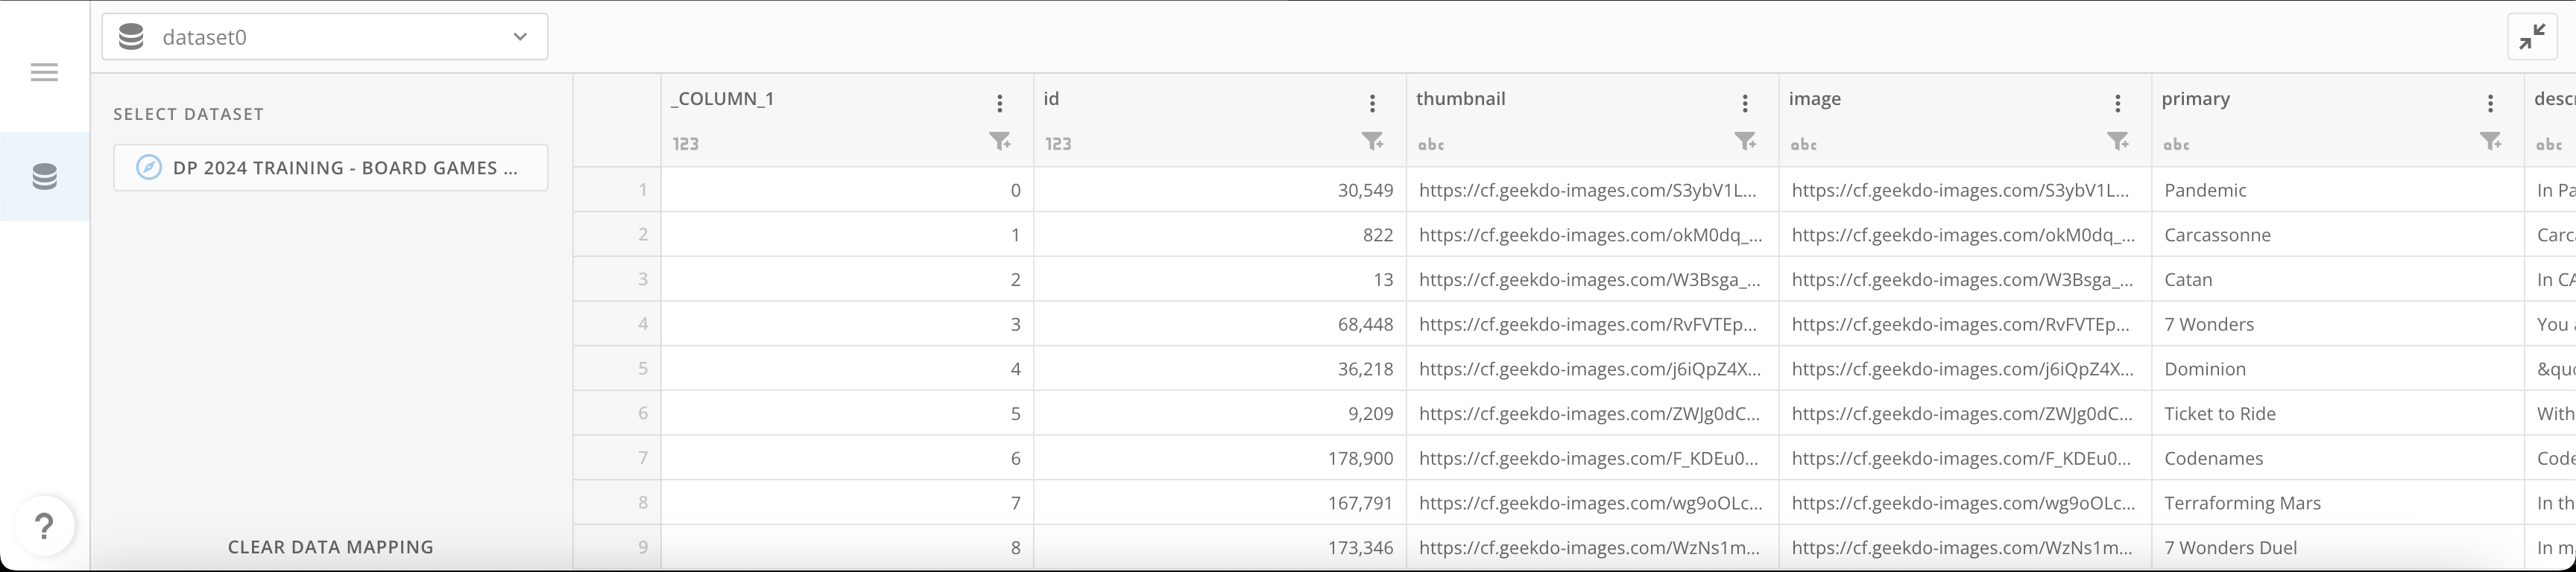 dataset0
SELECT DATASET
DP 2024 TRAINING - BOARD GAMES ...
CLEAR DATA MAPPING
?
_COLUMN_1 id thumbnail image primary descr
123 123 abc abc abc abc
1 0 30,549 https://cf.geekdo-images.com/S3ybV1L... https://cf.geekdo-images.com/S3ybV1L... Pandemic In Pa
2 1 822 https://cf.geekdo-images.com/okM0dq_... https://cf.geekdo-images.com/okM0dq_... Carcassonne Carca
3 2 13 https://cf.geekdo-images.com/W3Bsga_... https://cf.geekdo-images.com/W3Bsga_... Catan In CA
4 3 68,448 https://cf.geekdo-images.com/RvFVTEp... https://cf.geekdo-images.com/RvFVTEp... 7 Wonders You
5 4 36,218 https://cf.geekdo-images.com/j6iQpZ4X... https://cf.geekdo-images.com/j6iQpZ4X... Dominion &quo
6 5 9,209 https://cf.geekdo-images.com/ZWJg0dC... https://cf.geekdo-images.com/ZWJg0dC... Ticket to Ride With
7 6 178,900 https://cf.geekdo-images.com/F_KDEu0... https://cf.geekdo-images.com/F_KDEu0... Codenames Code
8 7 167,791 https://cf.geekdo-images.com/wg9oOLc... https://cf.geekdo-images.com/wg9oOLc... Terraforming Mars In th
9 8 173,346 https://cf.geekdo-images.com/WzNs1m... https://cf.geekdo-images.com/WzNs1m... 7 Wonders Duel In m